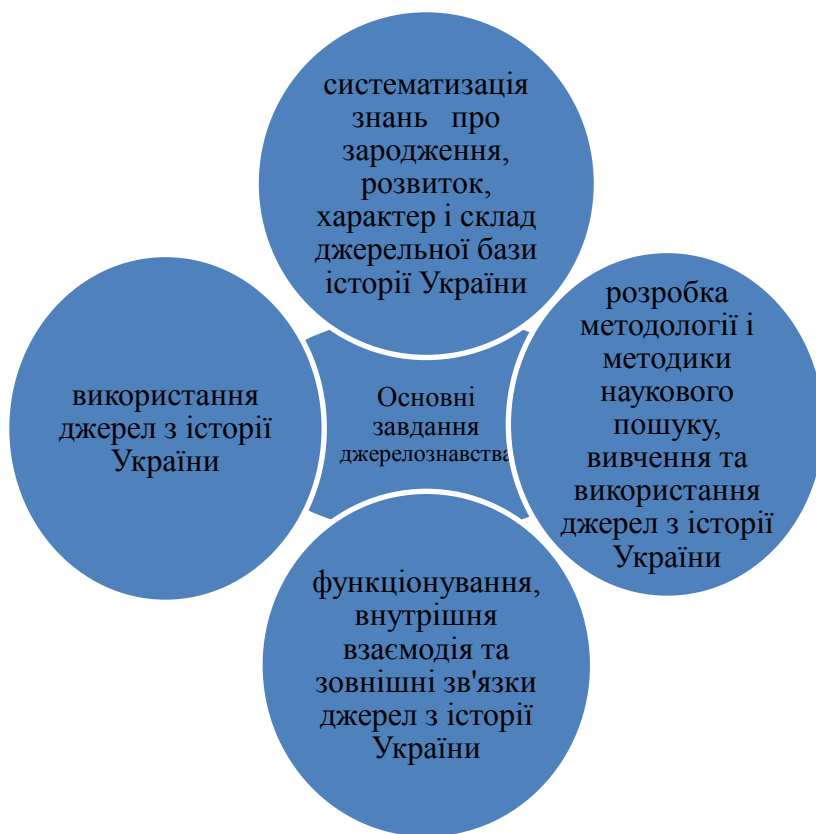 систематизація
знань про
зародження,
розвиток,
характер і склад
джерельної бази
історії України
використання
джерел з історії
України
Основні
завдання
джерелознавства
розробка
методології і
методики
наукового
пошуку,
вивчення та
використання
джерел з історії
України
функціонування,
внутрішня
взаємодія та
зовнішні зв'язки
джерел з історії
України